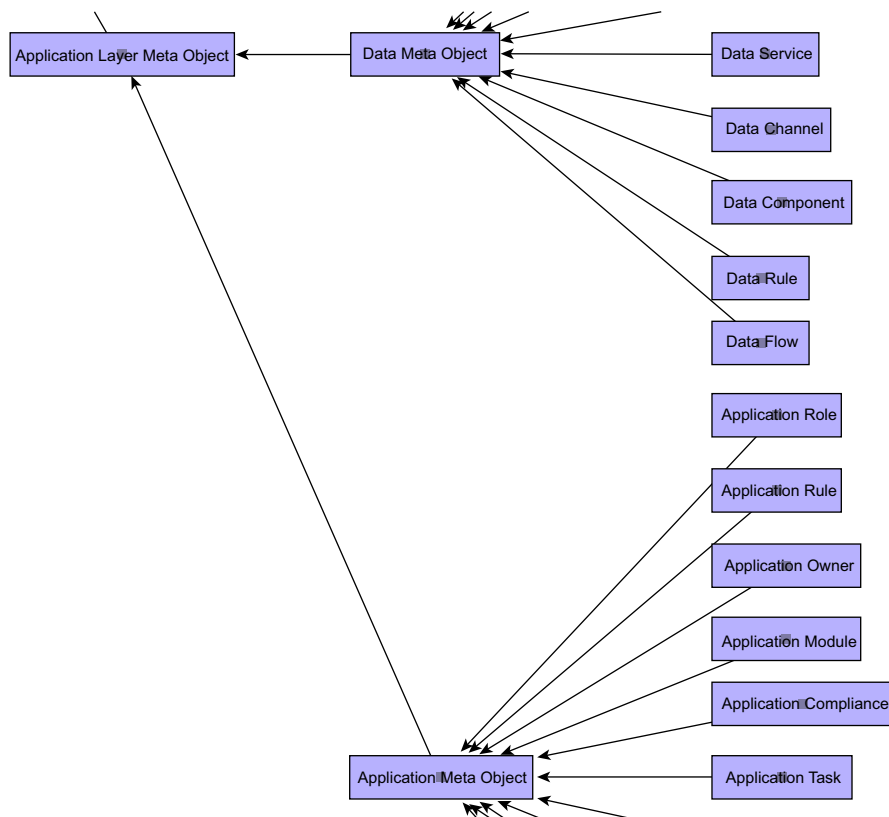 Application Layer Meta Object
Data Meta Object
Data Service
Data Channel
Data Component
Data Rule
Data Flow
Application Role
Application Rule
Application Owner
Application Module
Application Compliance
Application Meta Object
Application Task